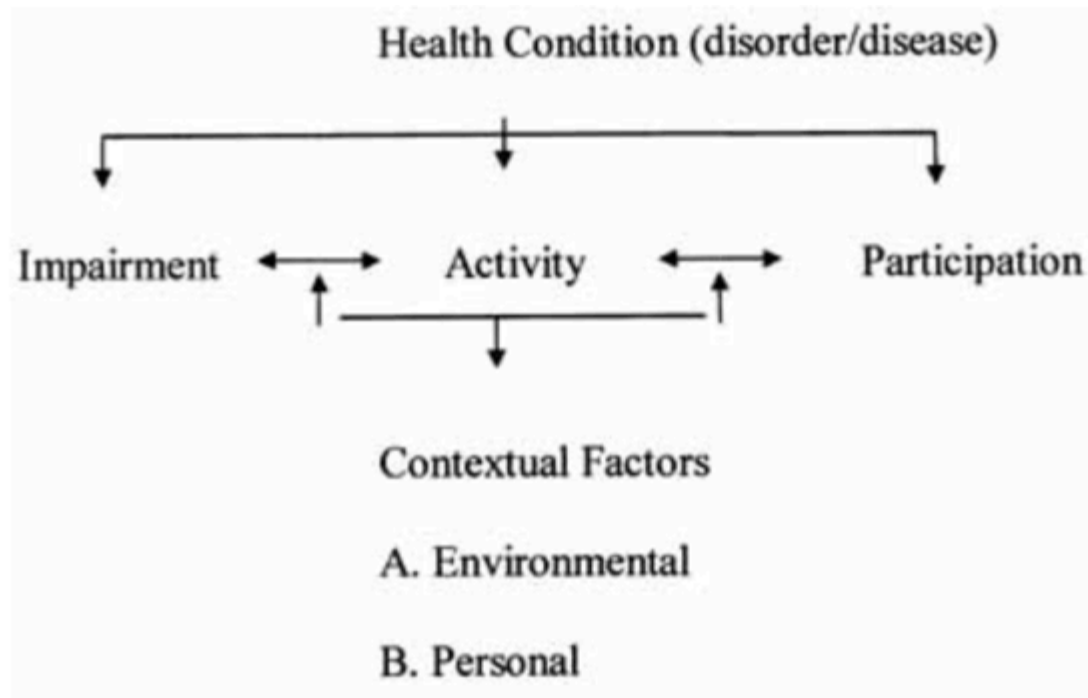 Health Condition (disorder/disease)
Impairment Activity Participation
Contextual Factors
A. Environmental
B. Personal